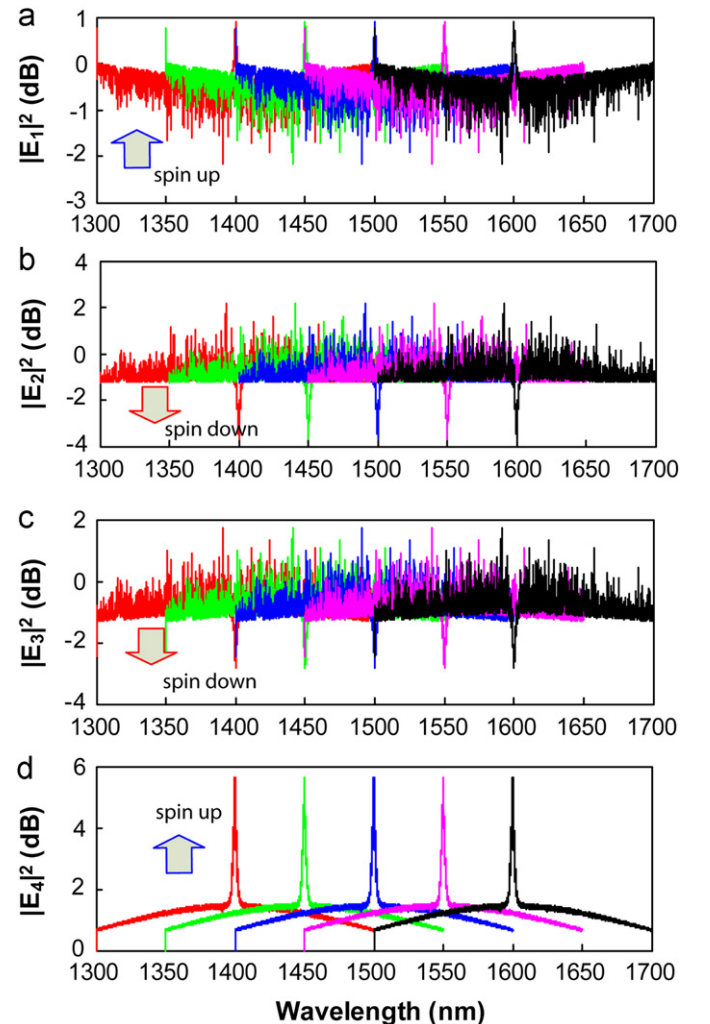 a
|E1|² (dB)
1
0
-1
-2
-3
spin up
1300 1350 1400 1450 1500 1550 1600 1650 1700
b
|E2|² (dB)
4
2
0
-2
-4
spin down
1300 1350 1400 1450 1500 1550 1600 1650 1700
c
|E3|² (dB)
2
0
-2
-4
spin down
1300 1350 1400 1450 1500 1550 1600 1650 1700
d
|E4|² (dB)
6
4
2
0
spin up
1300 1350 1400 1450 1500 1550 1600 1650 1700
Wavelength (nm)